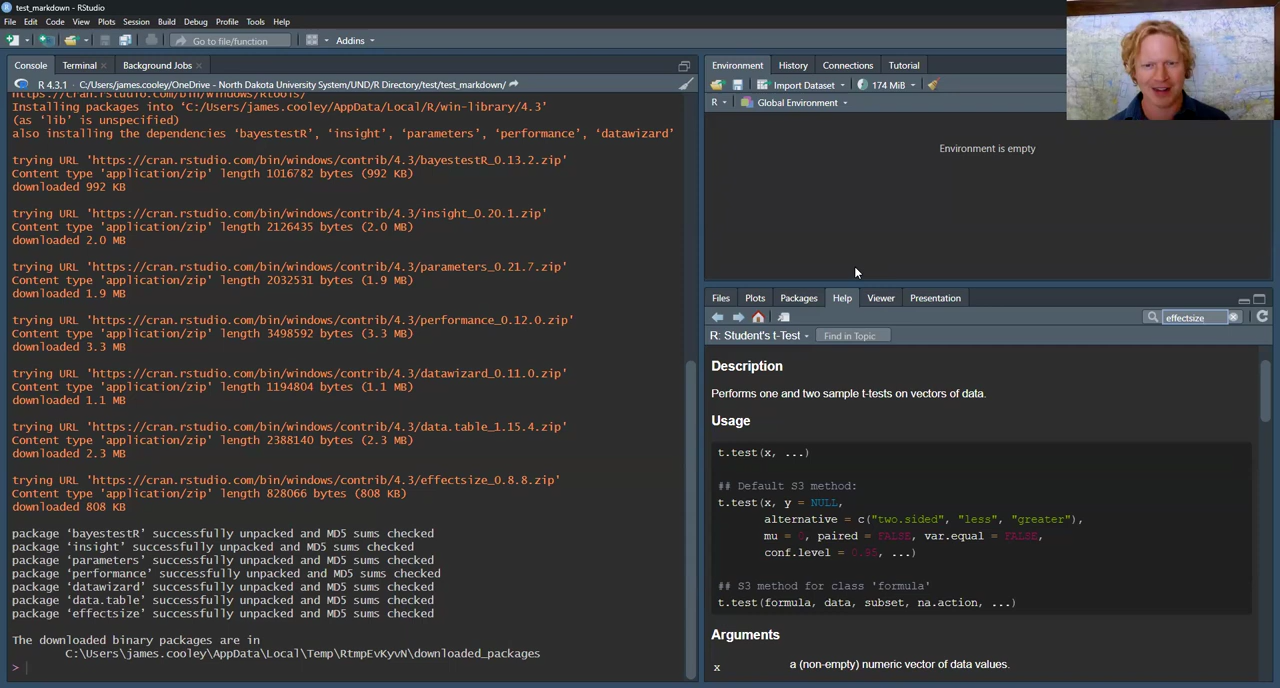 test_markdown - RStudio
File Edit Code View Plots Session Build Debug Profile Tools Help
Go to file/function Addins
Console Terminal Background Jobs
R 4.3.1 · C:/Users/james.cooley/OneDrive - North Dakota University System/UND/R Directory/test/test_markdown/
https://cran.rstudio.com/bin/windows/Rtools/
Installing packages into ‘C:/Users/james.cooley/AppData/Local/R/win-library/4.3’
(as ‘lib’ is unspecified)
also installing the dependencies ‘bayestestR’, ‘insight’, ‘parameters’, ‘performance’, ‘datawizard’
trying URL 'https://cran.rstudio.com/bin/windows/contrib/4.3/bayestestR_0.13.2.zip'
Content type 'application/zip' length 1016782 bytes (992 KB)
downloaded 992 KB
trying URL 'https://cran.rstudio.com/bin/windows/contrib/4.3/insight_0.20.1.zip'
Content type 'application/zip' length 2126435 bytes (2.0 MB)
downloaded 2.0 MB
trying URL 'https://cran.rstudio.com/bin/windows/contrib/4.3/parameters_0.21.7.zip'
Content type 'application/zip' length 2032531 bytes (1.9 MB)
downloaded 1.9 MB
trying URL 'https://cran.rstudio.com/bin/windows/contrib/4.3/performance_0.12.0.zip'
Content type 'application/zip' length 3498592 bytes (3.3 MB)
downloaded 3.3 MB
trying URL 'https://cran.rstudio.com/bin/windows/contrib/4.3/datawizard_0.11.0.zip'
Content type 'application/zip' length 1194804 bytes (1.1 MB)
downloaded 1.1 MB
trying URL 'https://cran.rstudio.com/bin/windows/contrib/4.3/data.table_1.15.4.zip'
Content type 'application/zip' length 2388140 bytes (2.3 MB)
downloaded 2.3 MB
trying URL 'https://cran.rstudio.com/bin/windows/contrib/4.3/effectsize_0.8.8.zip'
Content type 'application/zip' length 828066 bytes (808 KB)
downloaded 808 KB
package ‘bayestestR’ successfully unpacked and MD5 sums checked
package ‘insight’ successfully unpacked and MD5 sums checked
package ‘parameters’ successfully unpacked and MD5 sums checked
package ‘performance’ successfully unpacked and MD5 sums checked
package ‘datawizard’ successfully unpacked and MD5 sums checked
package ‘data.table’ successfully unpacked and MD5 sums checked
package ‘effectsize’ successfully unpacked and MD5 sums checked
The downloaded binary packages are in
C:\Users\james.cooley\AppData\Local\Temp\RtmpEvKyvN\downloaded_packages
>
Environment History Connections Tutorial
Import Dataset 174 MiB
R Global Environment
Environment is empty
Files Plots Packages Help Viewer Presentation
effectsize
R: Student's t-Test Find in Topic
Description
Performs one and two sample t-tests on vectors of data.
Usage
t.test(x, ...)
## Default S3 method:
t.test(x, y = NULL,
alternative = c("two.sided", "less", "greater"),
mu = 0, paired = FALSE, var.equal = FALSE,
conf.level = 0.95, ...)
## S3 method for class 'formula'
t.test(formula, data, subset, na.action, ...)
Arguments
x a (non-empty) numeric vector of data values.